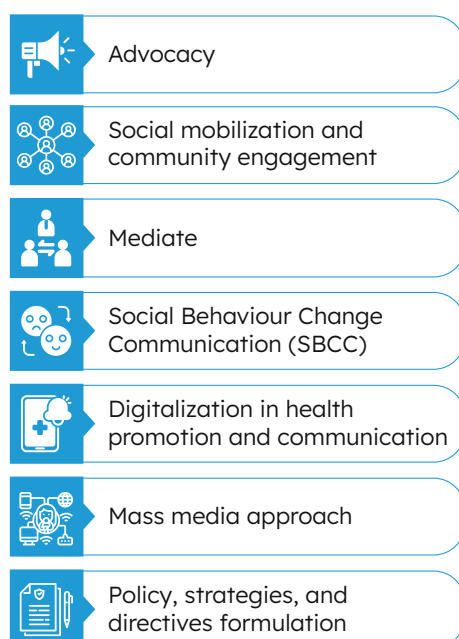 Advocacy
Social mobilization and
community engagement
Mediate
Social Behaviour Change
Communication (SBCC)
Digitalization in health
promotion and communication
Mass media approach
Policy, strategies, and
directives formulation